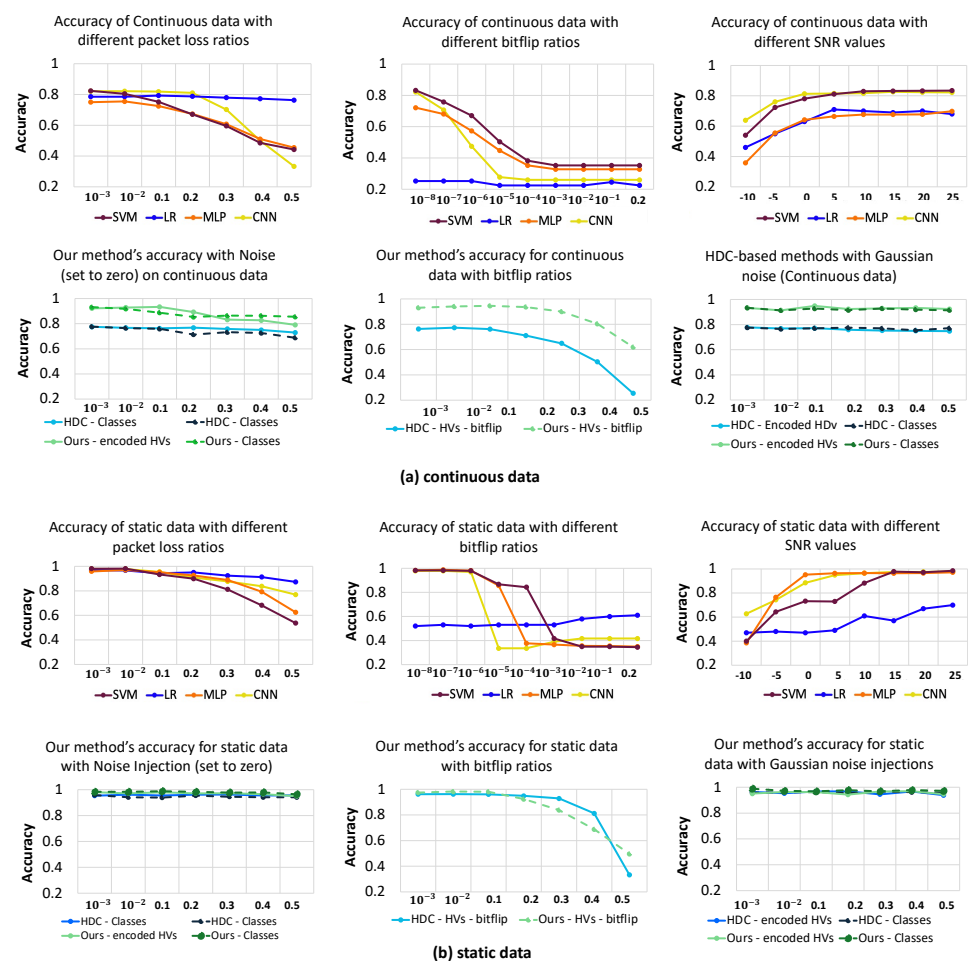 Accuracy of Continuous data with
different packet loss ratios
Accuracy
1
0.8
0.6
0.4
0.2
10⁻³ 10⁻² 0.1 0.2 0.3 0.4 0.5
SVM LR MLP CNN
Accuracy of continuous data with
different bitflip ratios
Accuracy
1
0.8
0.6
0.4
0.2
10⁻⁸ 10⁻⁷ 10⁻⁶ 10⁻⁵ 10⁻⁴ 10⁻³ 10⁻² 10⁻¹ 0.2
SVM LR MLP CNN
Accuracy of continuous data with
different SNR values
Accuracy
1
0.8
0.6
0.4
0.2
-10 -5 0 5 10 15 20 25
SVM LR MLP CNN
Our method's accuracy with Noise
(set to zero) on continuous data
Accuracy
1
0.8
0.6
0.4
0.2
10⁻³ 10⁻² 0.1 0.2 0.3 0.4 0.5
HDC - Classes HDC - Classes
Ours - encoded HVs Ours - Classes
Our method's accuracy for continuous
data with bitflip ratios
Accuracy
1
0.8
0.6
0.4
0.2
10⁻³ 10⁻² 0.1 0.2 0.3 0.4 0.5
HDC - HVs - bitflip Ours - HVs - bitflip
HDC-based methods with Gaussian
noise (Continuous data)
Accuracy
1
0.8
0.6
0.4
0.2
10⁻³ 10⁻² 0.1 0.2 0.3 0.4 0.5
HDC - Encoded HDv HDC - Classes
Ours - encoded HVs Ours - Classes
(a) continuous data
Accuracy of static data with different
packet loss ratios
Accuracy
1
0.8
0.6
0.4
0.2
10⁻³ 10⁻² 0.1 0.2 0.3 0.4 0.5
SVM LR MLP CNN
Accuracy of static data with different
bitflip ratios
Accuracy
1
0.8
0.6
0.4
0.2
10⁻⁸ 10⁻⁷ 10⁻⁶ 10⁻⁵ 10⁻⁴ 10⁻³ 10⁻² 10⁻¹ 0.2
SVM LR MLP CNN
Accuracy of static data with different
SNR values
Accuracy
1
0.8
0.6
0.4
0.2
-10 -5 0 5 10 15 20 25
SVM LR MLP CNN
Our method's accuracy for static data
with Noise Injection (set to zero)
Accuracy
1
0.8
0.6
0.4
0.2
10⁻³ 10⁻² 0.1 0.2 0.3 0.4 0.5
HDC - Classes HDC - Classes
Ours - encoded HVs Ours - Classes
Our method's accuracy for static data
with bitflip ratios
Accuracy
1
0.8
0.6
0.4
0.2
10⁻³ 10⁻² 0.1 0.2 0.3 0.4 0.5
HDC - HVs - bitflip Ours - HVs - bitflip
Our method's accuracy for static
data with Gaussian noise injections
Accuracy
1
0.8
0.6
0.4
0.2
10⁻³ 10⁻² 0.1 0.2 0.3 0.4 0.5
HDC - encoded HVs HDC - Classes
Ours - encoded HVs Ours - Classes
(b) static data